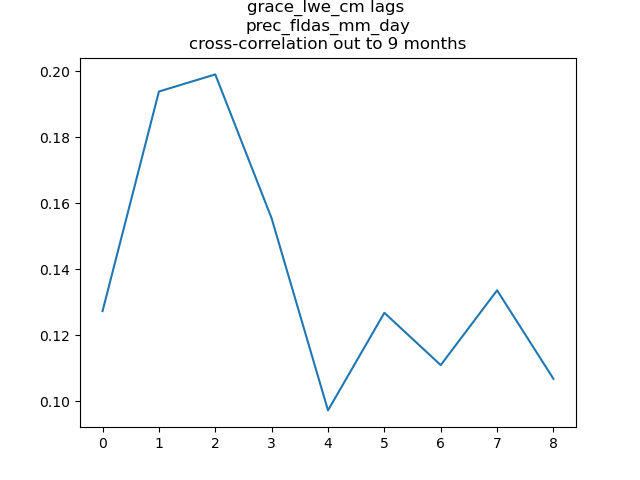 grace_lwe_cm lags
prec_fldas_mm_day
cross-correlation out to 9 months
0.20
0.18
0.16
0.14
0.12
0.10
0 1 2 3 4 5 6 7 8